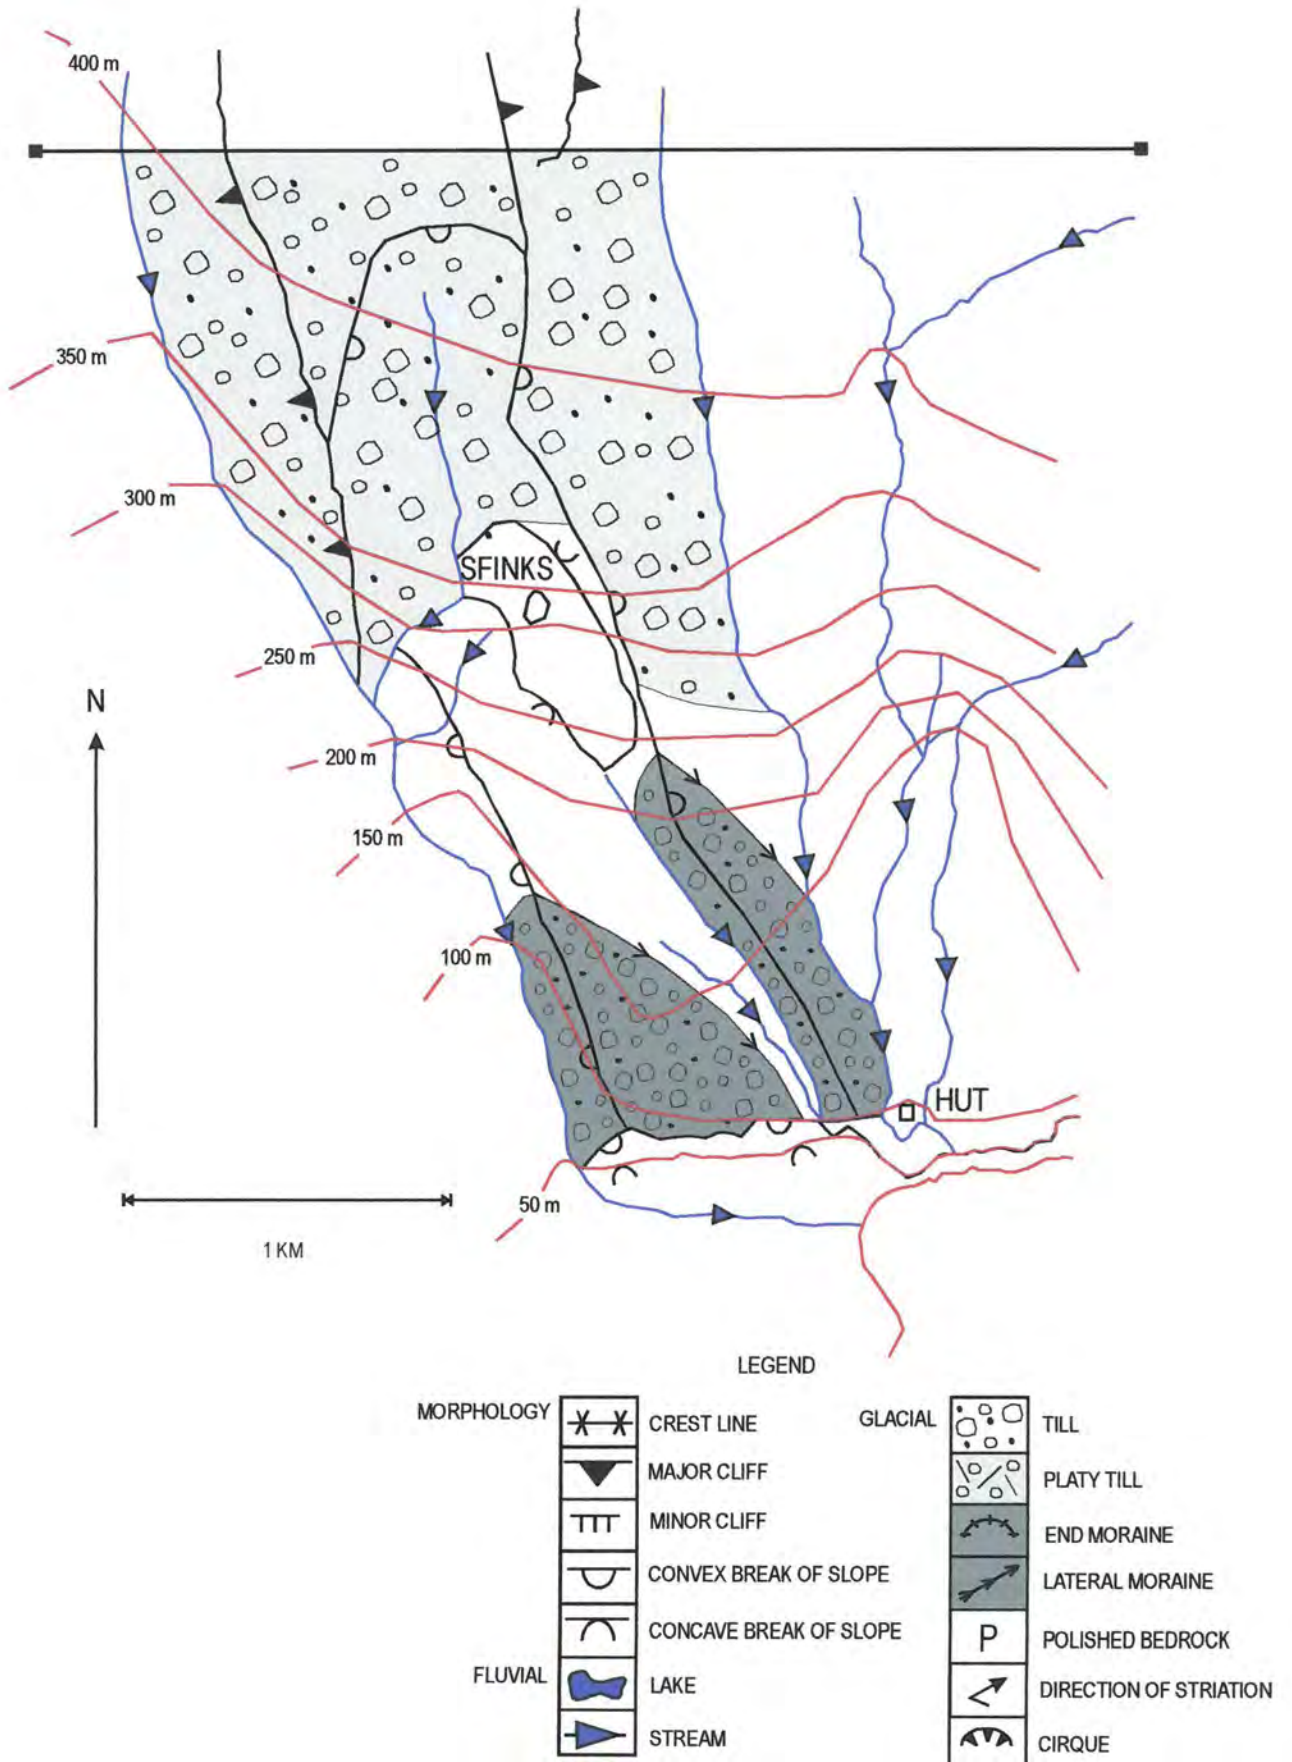 400 m
350 m
300 m
SFINKS
250 m
N
200 m
150 m
100 m
HUT
50 m
1 KM
LEGEND
MORPHOLOGY
CREST LINE
MAJOR CLIFF
MINOR CLIFF
CONVEX BREAK OF SLOPE
CONCAVE BREAK OF SLOPE
FLUVIAL
LAKE
STREAM
GLACIAL
TILL
PLATY TILL
END MORAINE
LATERAL MORAINE
P
POLISHED BEDROCK
DIRECTION OF STRIATION
CIRQUE